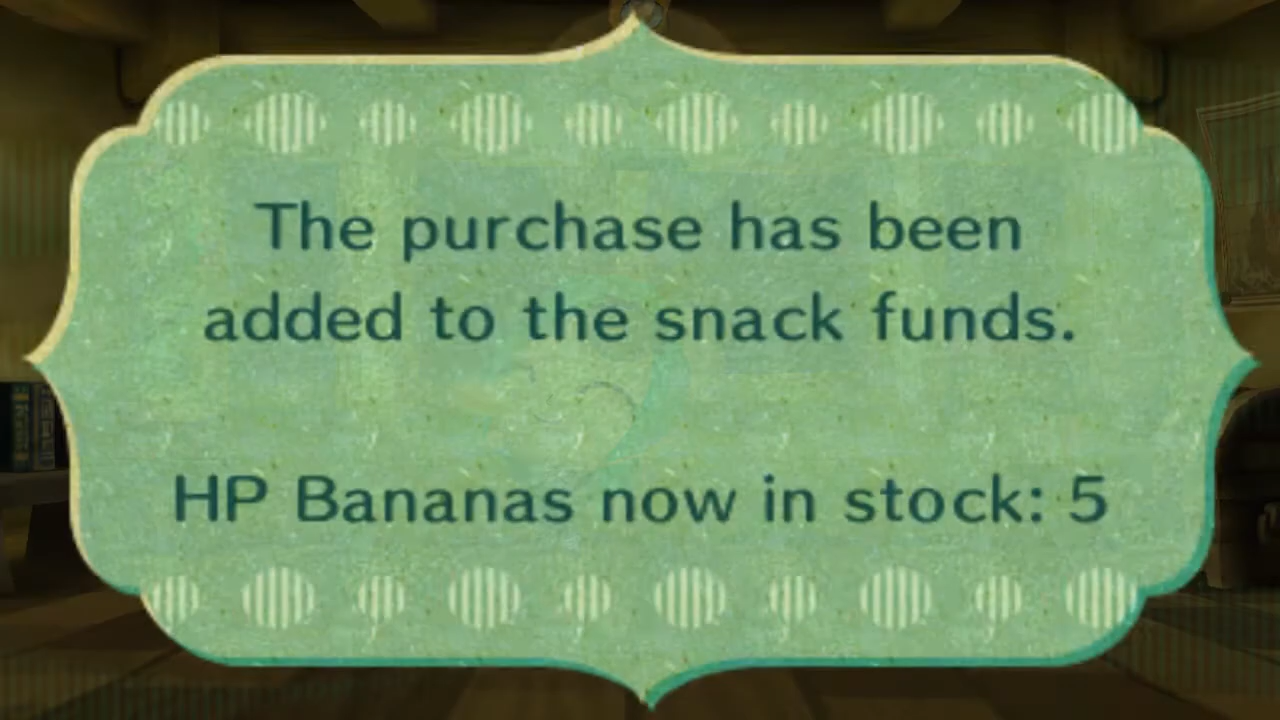 The purchase has been
added to the snack funds.
HP Bananas now in stock: 5